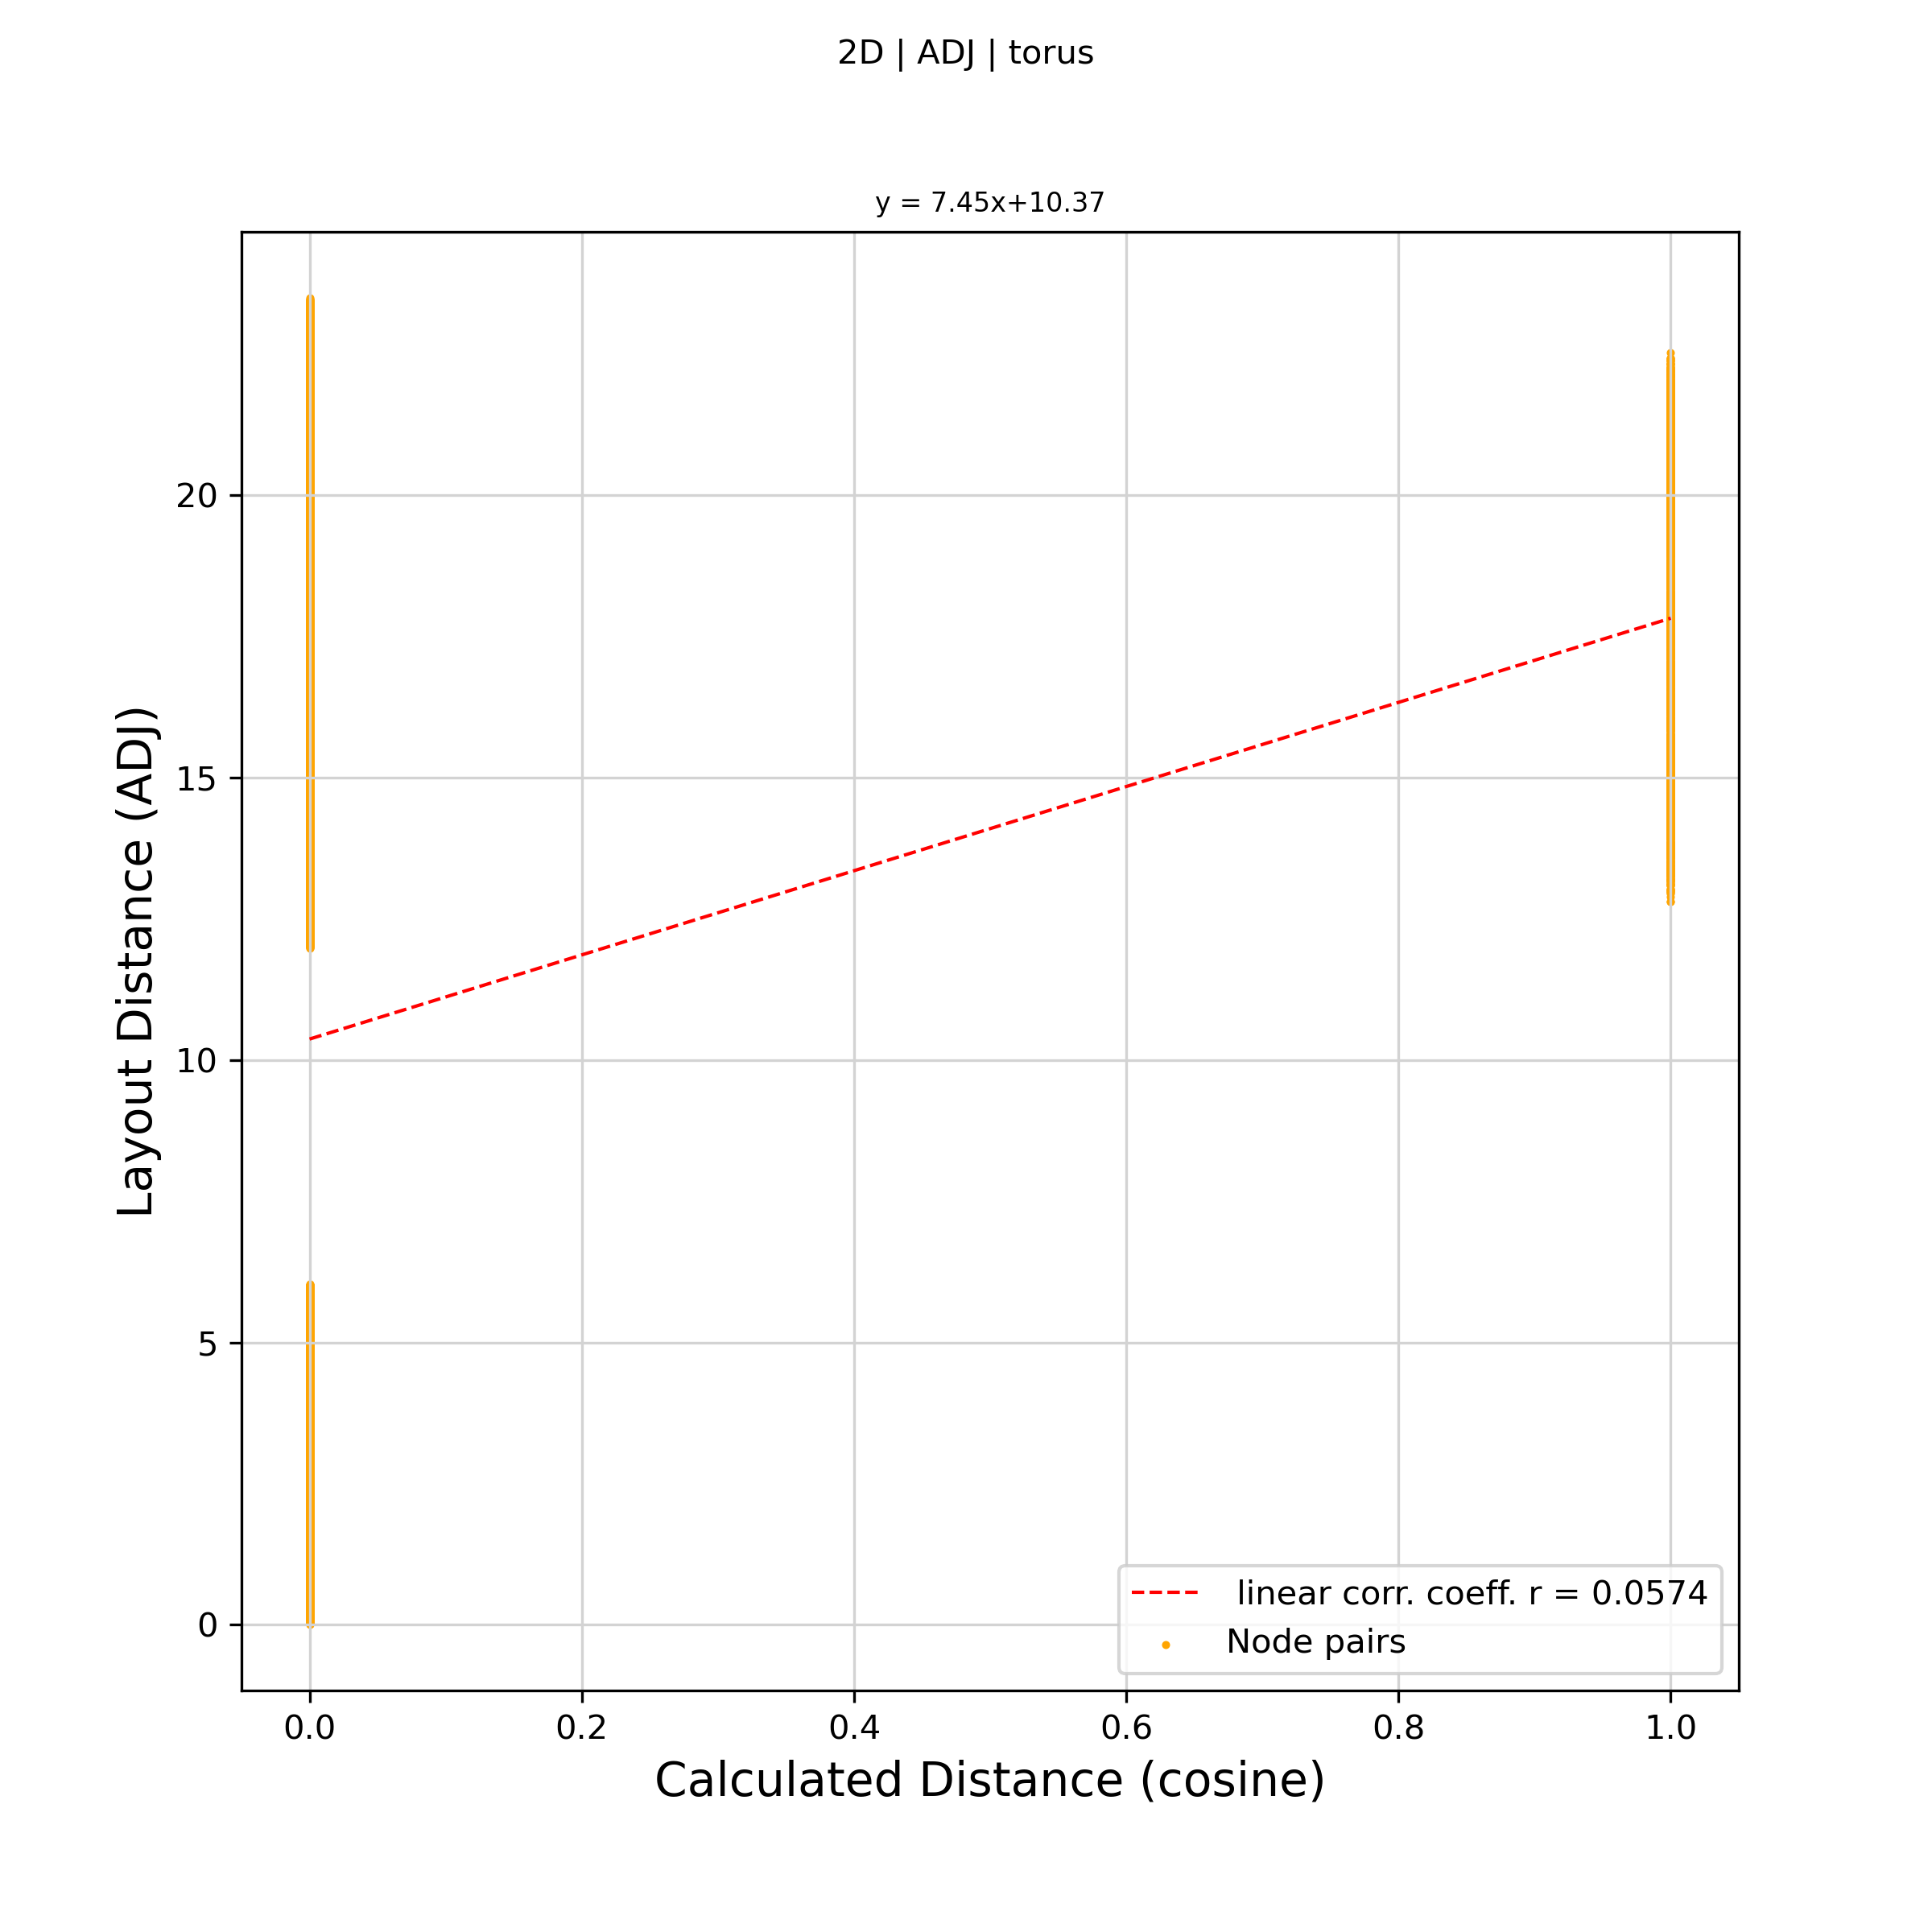 2D | ADJ | torus
y = 7.45x+10.37
Layout Distance (ADJ)
20
15
10
5
0
linear corr. coeff. r = 0.0574
Node pairs
0.0 0.2 0.4 0.6 0.8 1.0
Calculated Distance (cosine)